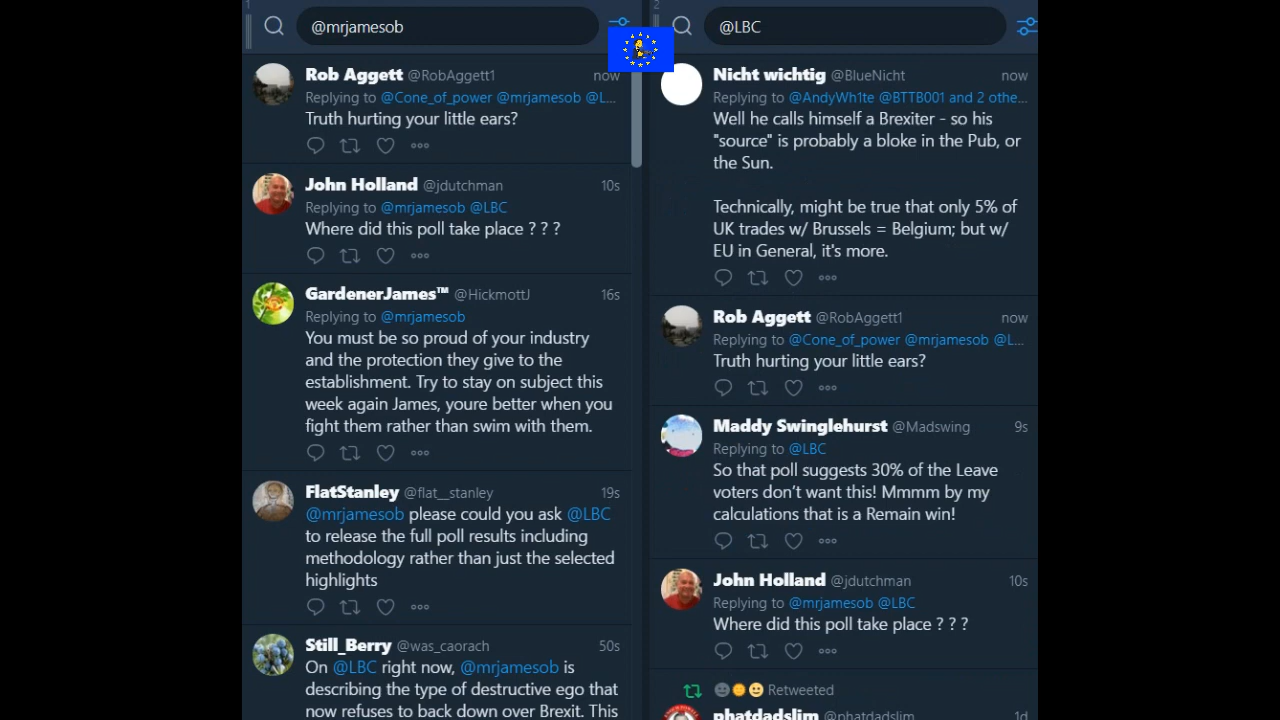 1
@mrjamesob
Rob Aggett @RobAggett1 now
Replying to @Cone_of_power @mrjamesob @L...
Truth hurting your little ears?
John Holland @jdutchman 10s
Replying to @mrjamesob @LBC
Where did this poll take place ? ? ?
GardenerJames™ @HickmottJ 16s
Replying to @mrjamesob
You must be so proud of your industry
and the protection they give to the
establishment. Try to stay on subject this
week again James, youre better when you
fight them rather than swim with them.
FlatStanley @flat__stanley 19s
@mrjamesob please could you ask @LBC
to release the full poll results including
methodology rather than just the selected
highlights
Still_Berry @was_caorach 50s
On @LBC right now, @mrjamesob is
describing the type of destructive ego that
now refuses to back down over Brexit. This
2
@LBC
Nicht wichtig @BlueNicht now
Replying to @AndyWh1te @BTTB001 and 2 othe...
Well he calls himself a Brexiter - so his
"source" is probably a bloke in the Pub, or
the Sun.
Technically, might be true that only 5% of
UK trades w/ Brussels = Belgium; but w/
EU in General, it's more.
Rob Aggett @RobAggett1 now
Replying to @Cone_of_power @mrjamesob @L...
Truth hurting your little ears?
Maddy Swinglehurst @Madswing 9s
Replying to @LBC
So that poll suggests 30% of the Leave
voters don't want this! Mmmm by my
calculations that is a Remain win!
John Holland @jdutchman 10s
Replying to @mrjamesob @LBC
Where did this poll take place ? ? ?
Retweeted
phatdadslim @phatdadslim 1d